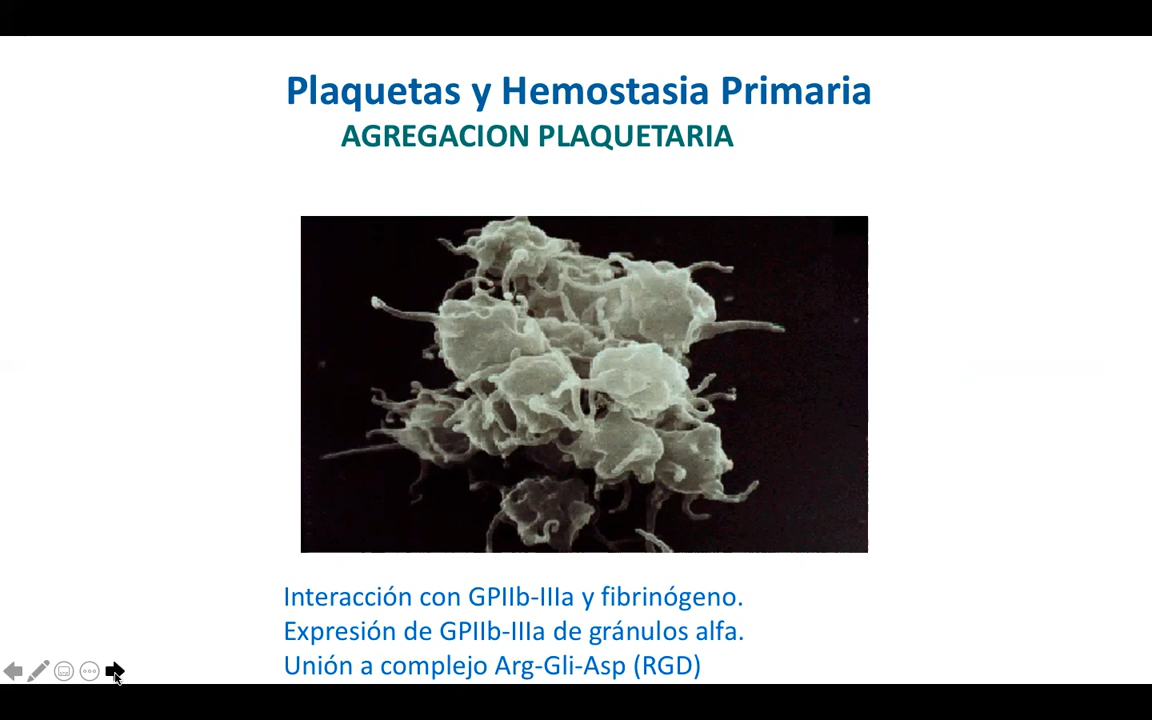 Plaquetas y Hemostasia Primaria
AGREGACION PLAQUETARIA
Interacción con GPIIb-IIIa y fibrinógeno.
Expresión de GPIIb-IIIa de gránulos alfa.
Unión a complejo Arg-Gli-Asp (RGD)